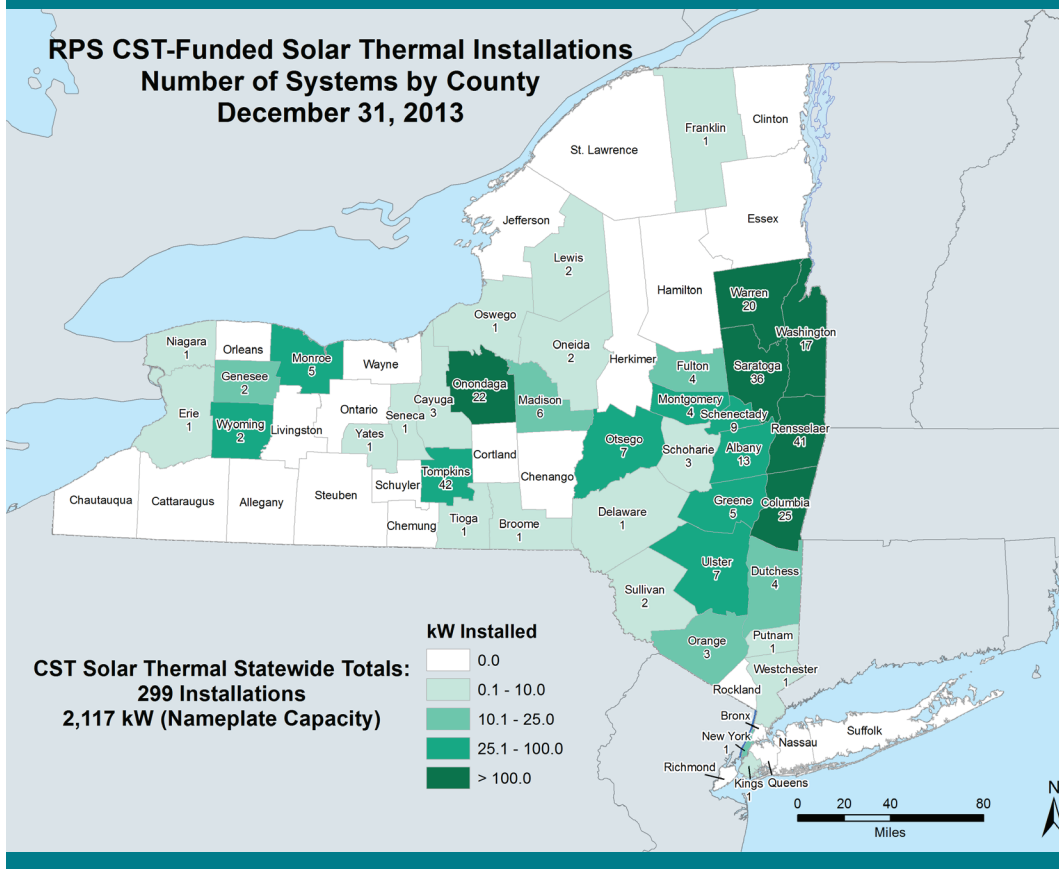 RPS CST-Funded Solar Thermal Installations
Number of Systems by County
December 31, 2013
Clinton
Franklin
1
St. Lawrence
Jefferson
Essex
Lewis
2
Hamilton
Warren
20
Oswego
1
Washington
17
Niagara
1
Orleans
Monroe
5
Wayne
Oneida
2
Herkimer
Fulton
4
Saratoga
36
Genesee
2
Onondaga
22
Madison
6
Montgomery
4
Schenectady
9
Erie
1
Wyoming
2
Livingston
Ontario
Seneca
1
Cayuga
3
Yates
1
Otsego
7
Schoharie
3
Albany
13
Rensselaer
41
Cortland
Chenango
Tompkins
42
Chautauqua
Cattaraugus
Allegany
Steuben
Schuyler
Chemung
Tioga
1
Broome
1
Delaware
1
Greene
5
Columbia
25
Ulster
7
Dutchess
4
Sullivan
2
Orange
3
Putnam
1
Westchester
1
Rockland
Bronx
New York
1
Nassau
Suffolk
Richmond
Kings
1
Queens
kW Installed
0.0
0.1 - 10.0
10.1 - 25.0
25.1 - 100.0
> 100.0
CST Solar Thermal Statewide Totals:
299 Installations
2,117 kW (Nameplate Capacity)
N
0 20 40 80
Miles